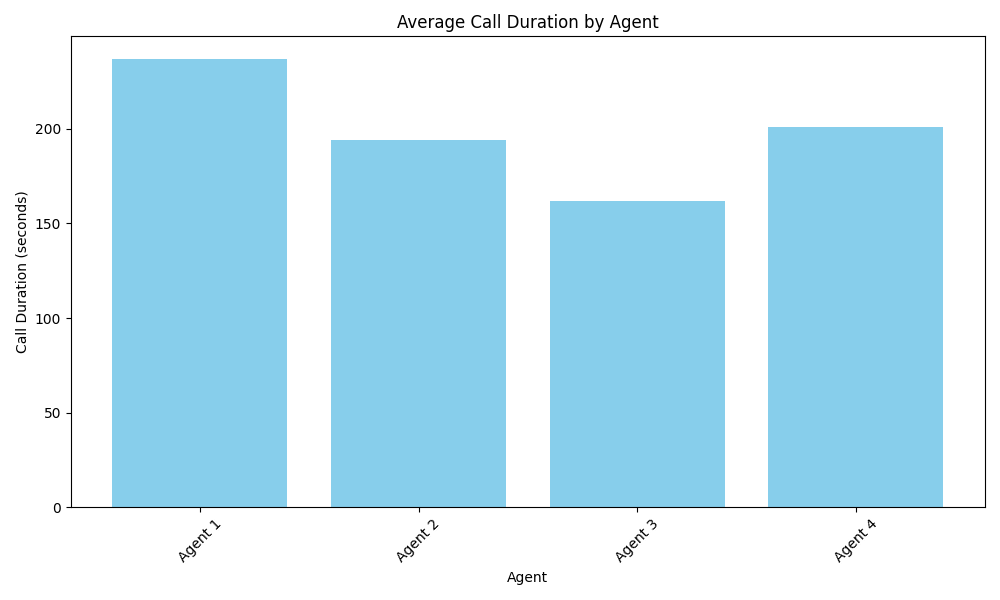 Average Call Duration by Agent
Call Duration (seconds)
200
150
100
50
0
Agent 1
Agent 2
Agent 3
Agent 4
Agent